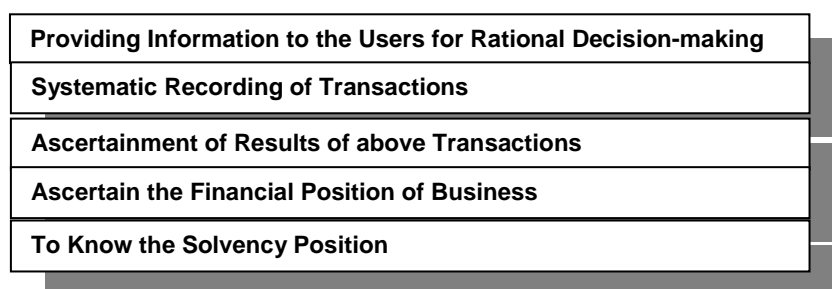 Providing Information to the Users for Rational Decision-making
Systematic Recording of Transactions
Ascertainment of Results of above Transactions
Ascertain the Financial Position of Business
To Know the Solvency Position